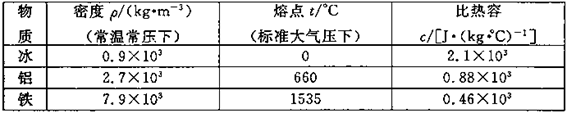 物质 密度 ρ/(kg·m⁻³) (常温常压下) 熔点 t/℃ (标准大气压下) 比热容 c/[J·(kg·℃)⁻¹]
冰 0.9×10³ 0 2.1×10³
铝 2.7×10³ 660 0.88×10³
铁 7.9×10³ 1535 0.46×10³